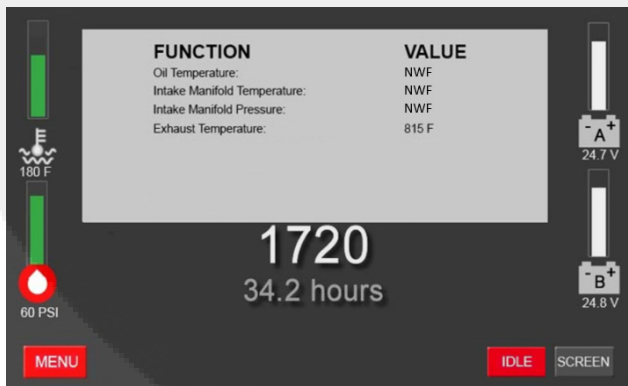 FUNCTION VALUE
Oil Temperature: NWF
Intake Manifold Temperature: NWF
Intake Manifold Pressure: NWF
Exhaust Temperature: 815 F
180 F
- A +
24.7 V
1720
34.2 hours
60 PSI
- B +
24.8 V
MENU
IDLE
SCREEN